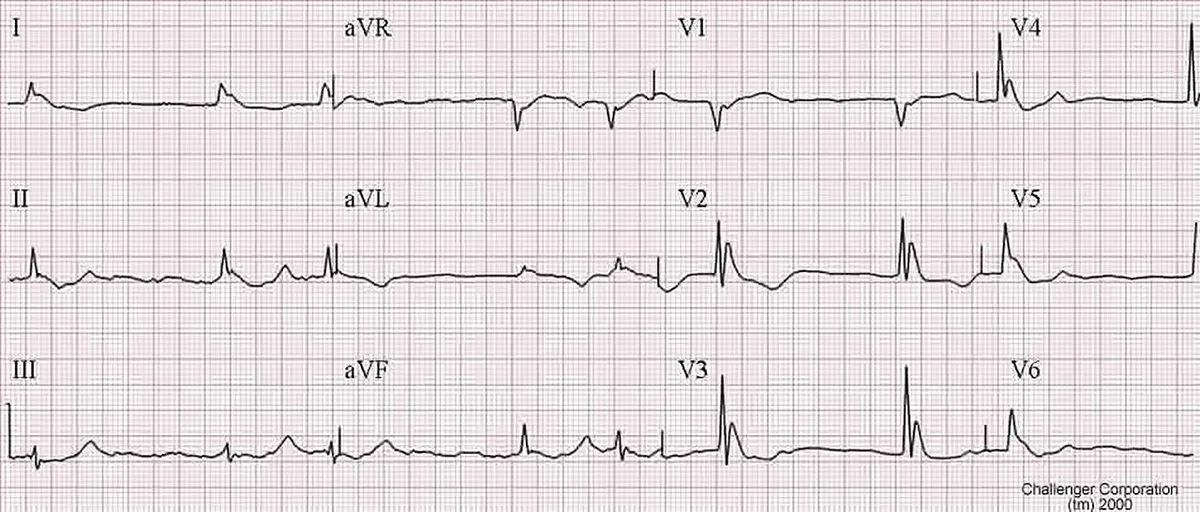 I aVR V1 V4
II aVL V2 V5
III aVF V3 V6
Challenger Corporation
(tm) 2000